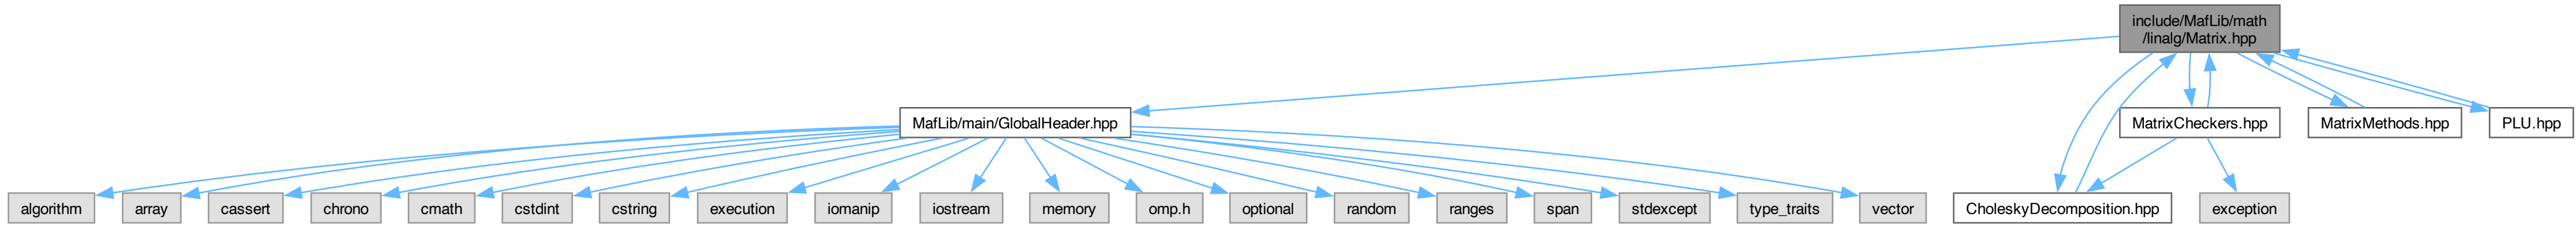 include/MafLib/math
/linalg/Matrix.hpp
MafLib/main/GlobalHeader.hpp
MatrixCheckers.hpp
MatrixMethods.hpp
PLU.hpp
algorithm
array
cassert
chrono
cmath
cstdint
cstring
execution
iomanip
iostream
memory
omp.h
optional
random
ranges
span
stdexcept
type_traits
vector
CholeskyDecomposition.hpp
exception